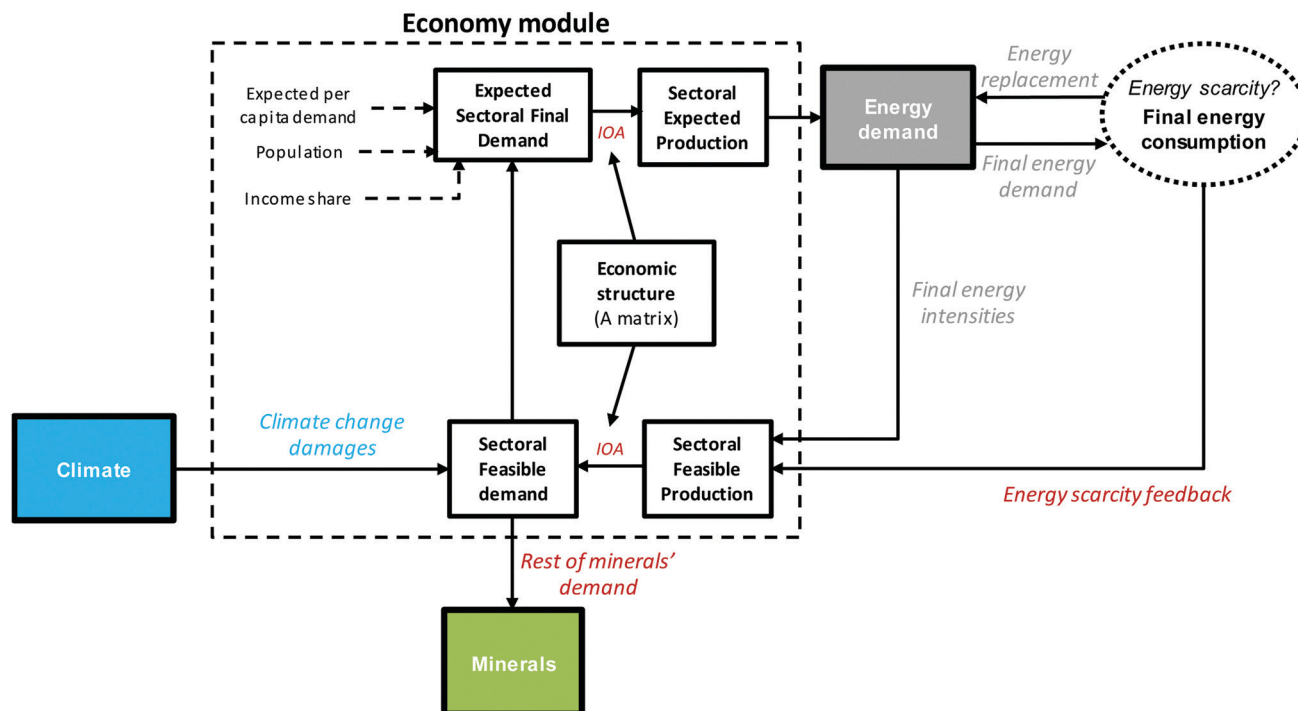 Economy module
Expected per
capita demand
Population
Income share
Expected
Sectoral Final
Demand
IOA
Sectoral
Expected
Production
Energy
demand
Energy
replacement
Final energy
demand
Energy scarcity?
Final energy
consumption
Economic
structure
(A matrix)
Final energy
intensities
Climate
Climate change
damages
Sectoral
Feasible
demand
IOA
Sectoral
Feasible
Production
Energy scarcity feedback
Rest of minerals’
demand
Minerals